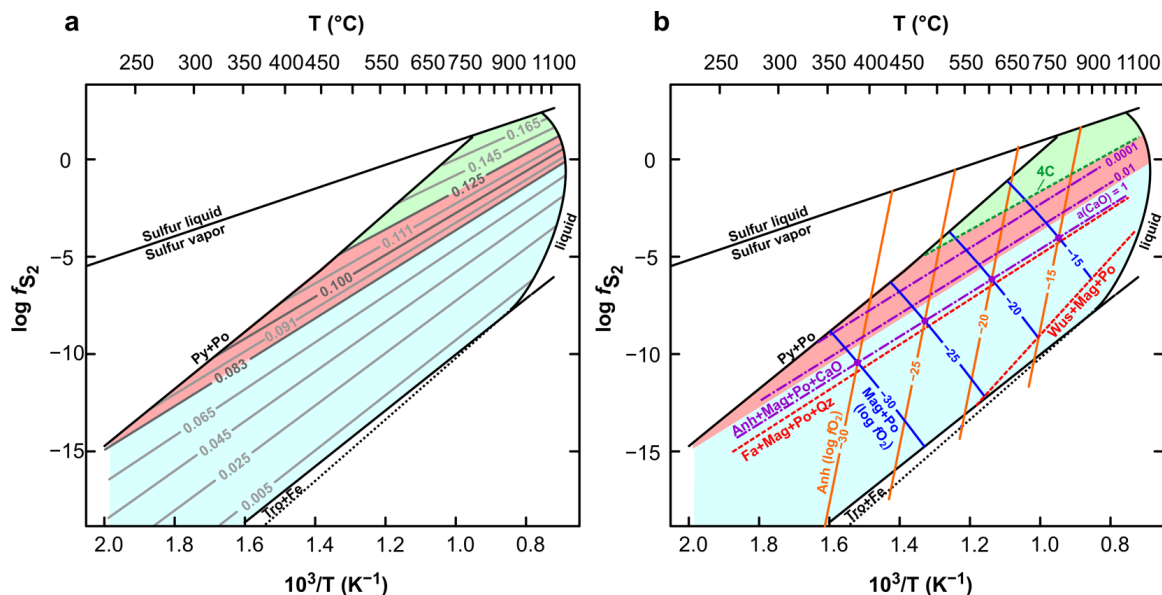 a
T (°C)
250 300 350 400 450 550 650 750 900 1100
0
−5
−10
−15
log fS2
Sulfur liquid
Sulfur vapor
Py+Po
Tro+Fe
liquid
0.165
0.145
0.125
0.111
0.100
0.091
0.083
0.065
0.045
0.025
0.005
2.0 1.8 1.6 1.4 1.2 1.0 0.8
10³/T (K⁻¹)
b
T (°C)
250 300 350 400 450 550 650 750 900 1100
0
−5
−10
−15
log fS2
Sulfur liquid
Sulfur vapor
Py+Po
4C
0.0001
0.01
a(CaO) = 1
liquid
−15
−15
−20
−20
−25
−25
−30
−30
Wus+Mag+Po
Anh+Mag+Po+CaO
Fa+Mag+Po+Qz
Mag+Po
(log fO2)
Anh (log fO2)
Tro+Fe
2.0 1.8 1.6 1.4 1.2 1.0 0.8
10³/T (K⁻¹)